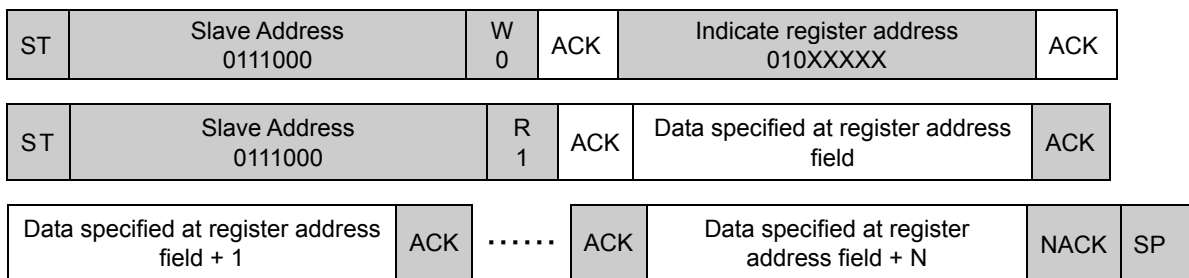 ST
Slave Address
0111000
W
0
ACK
Indicate register address
010XXXXX
ACK
ST
Slave Address
0111000
R
1
ACK
Data specified at register address
field
ACK
Data specified at register address
field + 1
ACK
······
ACK
Data specified at register
address field + N
NACK
SP